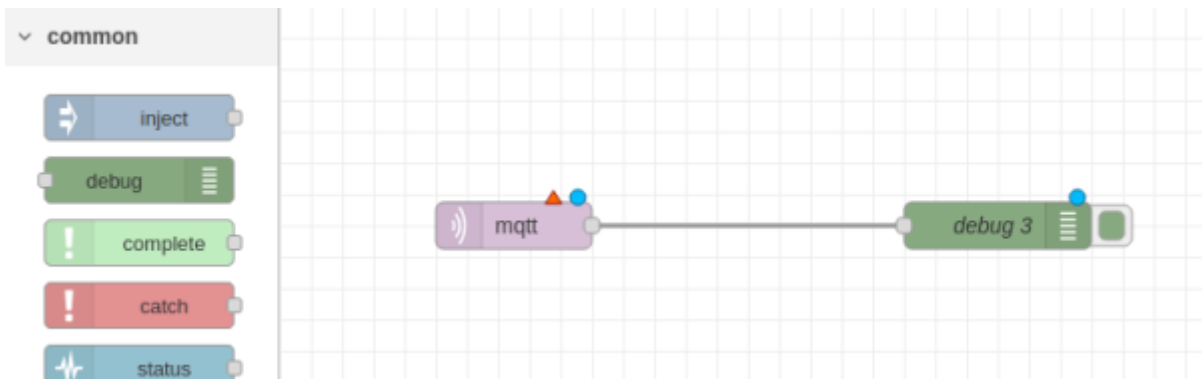 common
inject
debug
complete
catch
status
mqtt
debug 3